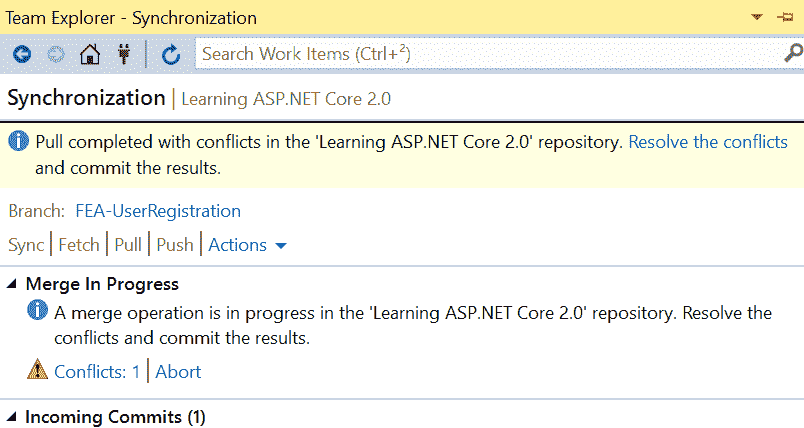 Team Explorer - Synchronization
Search Work Items (Ctrl+²)
Synchronization | Learning ASP.NET Core 2.0
Pull completed with conflicts in the 'Learning ASP.NET Core 2.0' repository. Resolve the conflicts
and commit the results.
Branch: FEA-UserRegistration
Sync | Fetch | Pull | Push | Actions
Merge In Progress
A merge operation is in progress in the 'Learning ASP.NET Core 2.0' repository. Resolve the
conflicts and commit the results.
Conflicts: 1 | Abort
Incoming Commits (1)